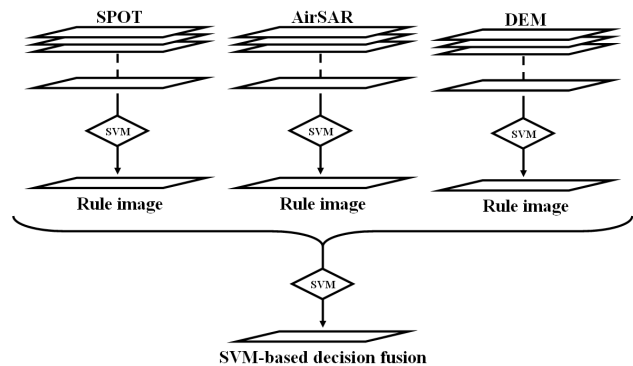 SPOT
AirSAR
DEM
SVM
SVM
SVM
Rule image
Rule image
Rule image
SVM
SVM-based decision fusion